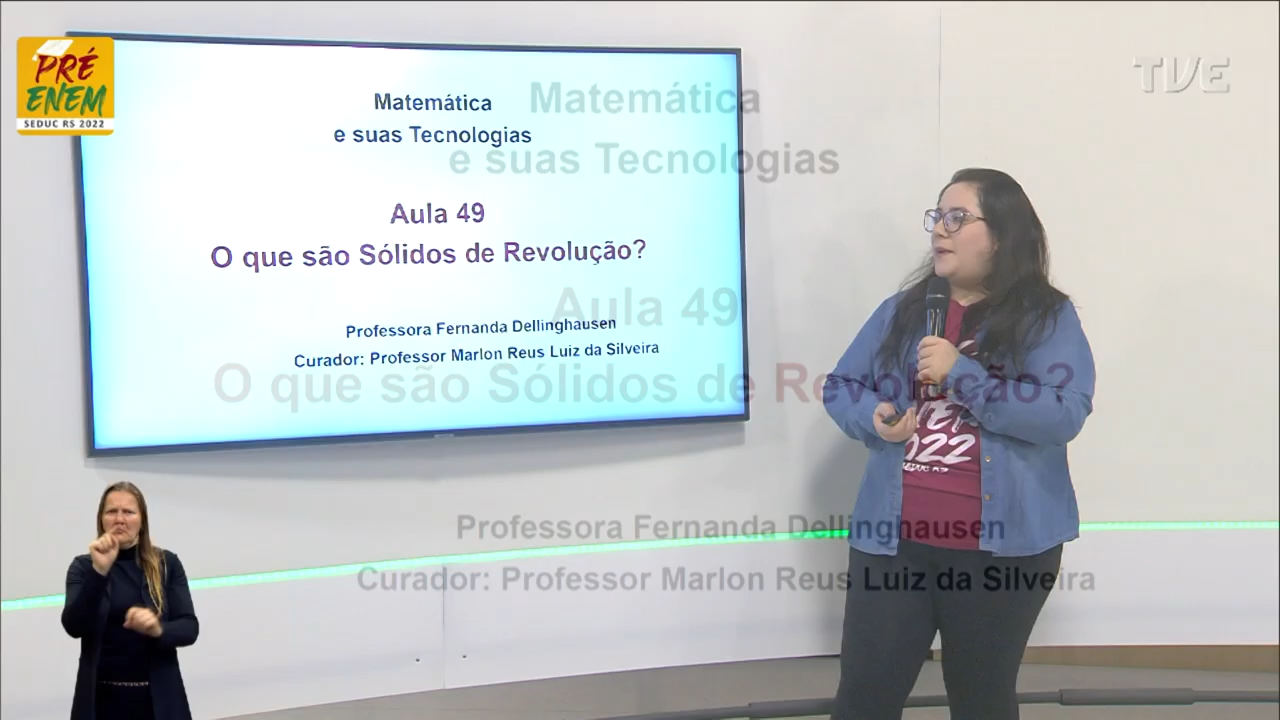 PRÉ
ENEM
SEDUC RS 2022
TVE
Matemática
e suas Tecnologias
Aula 49
O que são Sólidos de Revolução?
Professora Fernanda Dellinghausen
Curador: Professor Marlon Reus Luiz da Silveira
Matemática
e suas Tecnologias
Aula 49
O que são Sólidos de Revolução?
Professora Fernanda Dellinghausen
Curador: Professor Marlon Reus Luiz da Silveira
2022
SEDUC RS